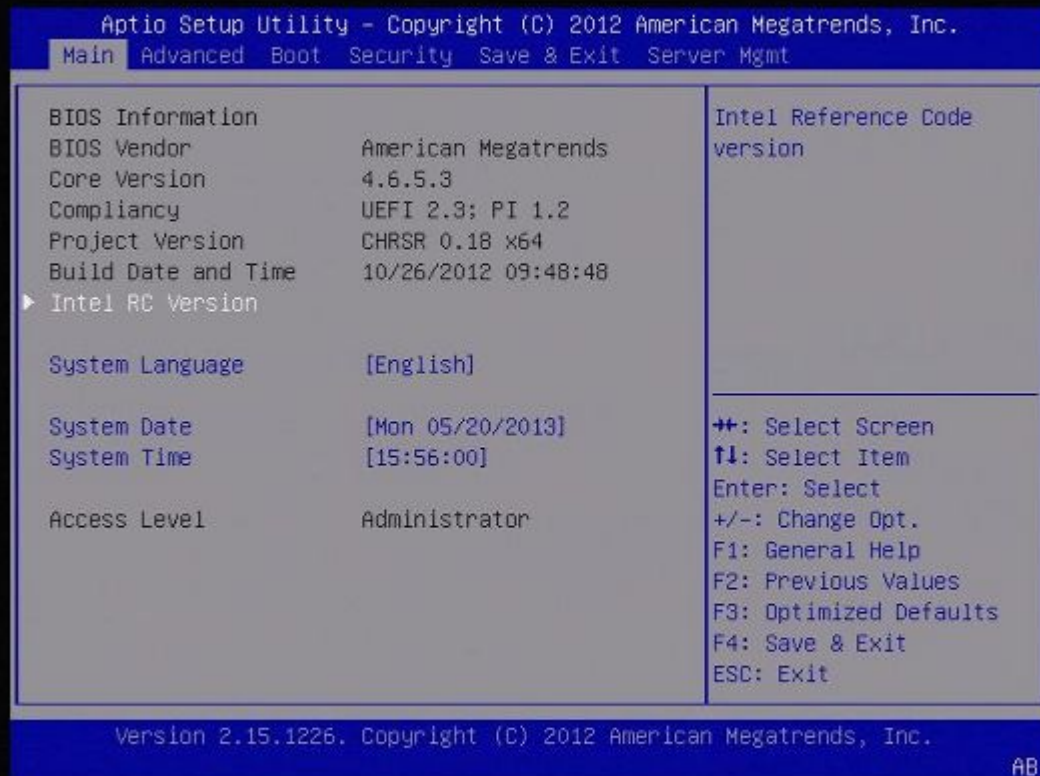 Aptio Setup Utility – Copyright (C) 2012 American Megatrends, Inc.
Main Advanced Boot Security Save & Exit Server Mgmt
BIOS Information
BIOS Vendor American Megatrends
Core Version 4.6.5.3
Compliancy UEFI 2.3; PI 1.2
Project Version CHRSR 0.18 x64
Build Date and Time 10/26/2012 09:48:48
▶ Intel RC Version
System Language [English]
System Date [Mon 05/20/2013]
System Time [15:56:00]
Access Level Administrator
Intel Reference Code
version
→←: Select Screen
↑↓: Select Item
Enter: Select
+/-: Change Opt.
F1: General Help
F2: Previous Values
F3: Optimized Defaults
F4: Save & Exit
ESC: Exit
Version 2.15.1226. Copyright (C) 2012 American Megatrends, Inc.
AB